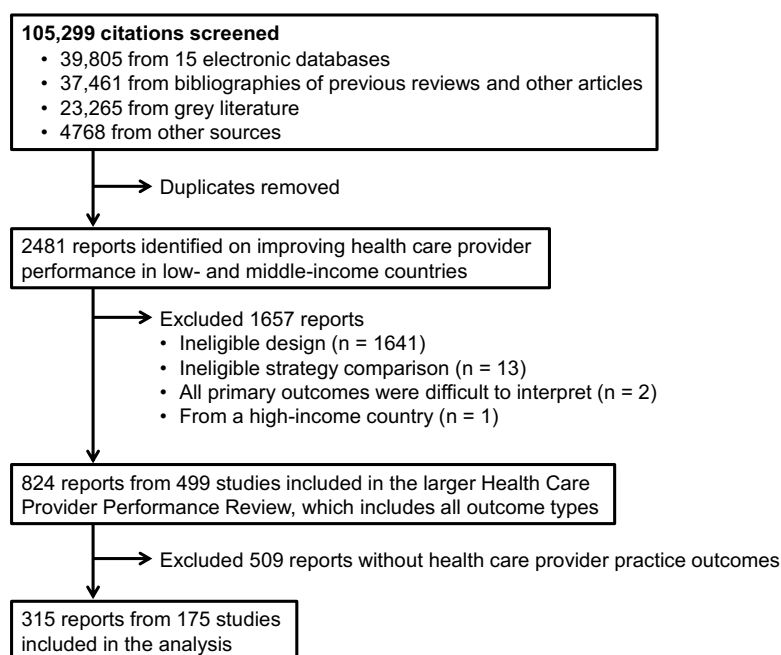 105,299 citations screened
• 39,805 from 15 electronic databases
• 37,461 from bibliographies of previous reviews and other articles
• 23,265 from grey literature
• 4768 from other sources
Duplicates removed
2481 reports identified on improving health care provider
performance in low- and middle-income countries
Excluded 1657 reports
• Ineligible design (n = 1641)
• Ineligible strategy comparison (n = 13)
• All primary outcomes were difficult to interpret (n = 2)
• From a high-income country (n = 1)
824 reports from 499 studies included in the larger Health Care
Provider Performance Review, which includes all outcome types
Excluded 509 reports without health care provider practice outcomes
315 reports from 175 studies
included in the analysis